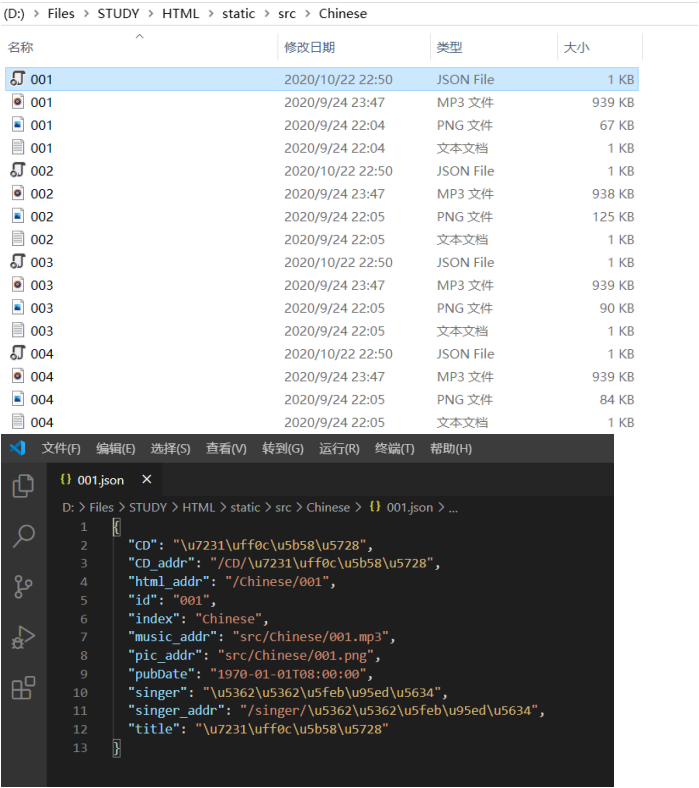 (D:) > Files > STUDY > HTML > static > src > Chinese
名称 修改日期 类型 大小
001 2020/10/22 22:50 JSON File 1 KB
001 2020/9/24 23:47 MP3 文件 939 KB
001 2020/9/24 22:04 PNG 文件 67 KB
001 2020/9/24 22:04 文本文档 1 KB
002 2020/10/22 22:50 JSON File 1 KB
002 2020/9/24 23:47 MP3 文件 938 KB
002 2020/9/24 22:05 PNG 文件 125 KB
002 2020/9/24 22:05 文本文档 1 KB
003 2020/10/22 22:50 JSON File 1 KB
003 2020/9/24 23:47 MP3 文件 939 KB
003 2020/9/24 22:05 PNG 文件 90 KB
003 2020/9/24 22:05 文本文档 1 KB
004 2020/10/22 22:50 JSON File 1 KB
004 2020/9/24 23:47 MP3 文件 939 KB
004 2020/9/24 22:05 PNG 文件 84 KB
004 2020/9/24 22:05 文本文档 1 KB
文件(F) 编辑(E) 选择(S) 查看(V) 转到(G) 运行(R) 终端(T) 帮助(H)
{} 001.json ×
D: > Files > STUDY > HTML > static > src > Chinese > {} 001.json > ...
1 {
2 "CD": "\u7231\uff0c\u5b58\u5728",
3 "CD_addr": "/CD/\u7231\uff0c\u5b58\u5728",
4 "html_addr": "/Chinese/001",
5 "id": "001",
6 "index": "Chinese",
7 "music_addr": "src/Chinese/001.mp3",
8 "pic_addr": "src/Chinese/001.png",
9 "pubDate": "1970-01-01T08:00:00",
10 "singer": "\u5362\u5362\u5feb\u95ed\u5634",
11 "singer_addr": "/singer/\u5362\u5362\u5feb\u95ed\u5634",
12 "title": "\u7231\uff0c\u5b58\u5728"
13 }